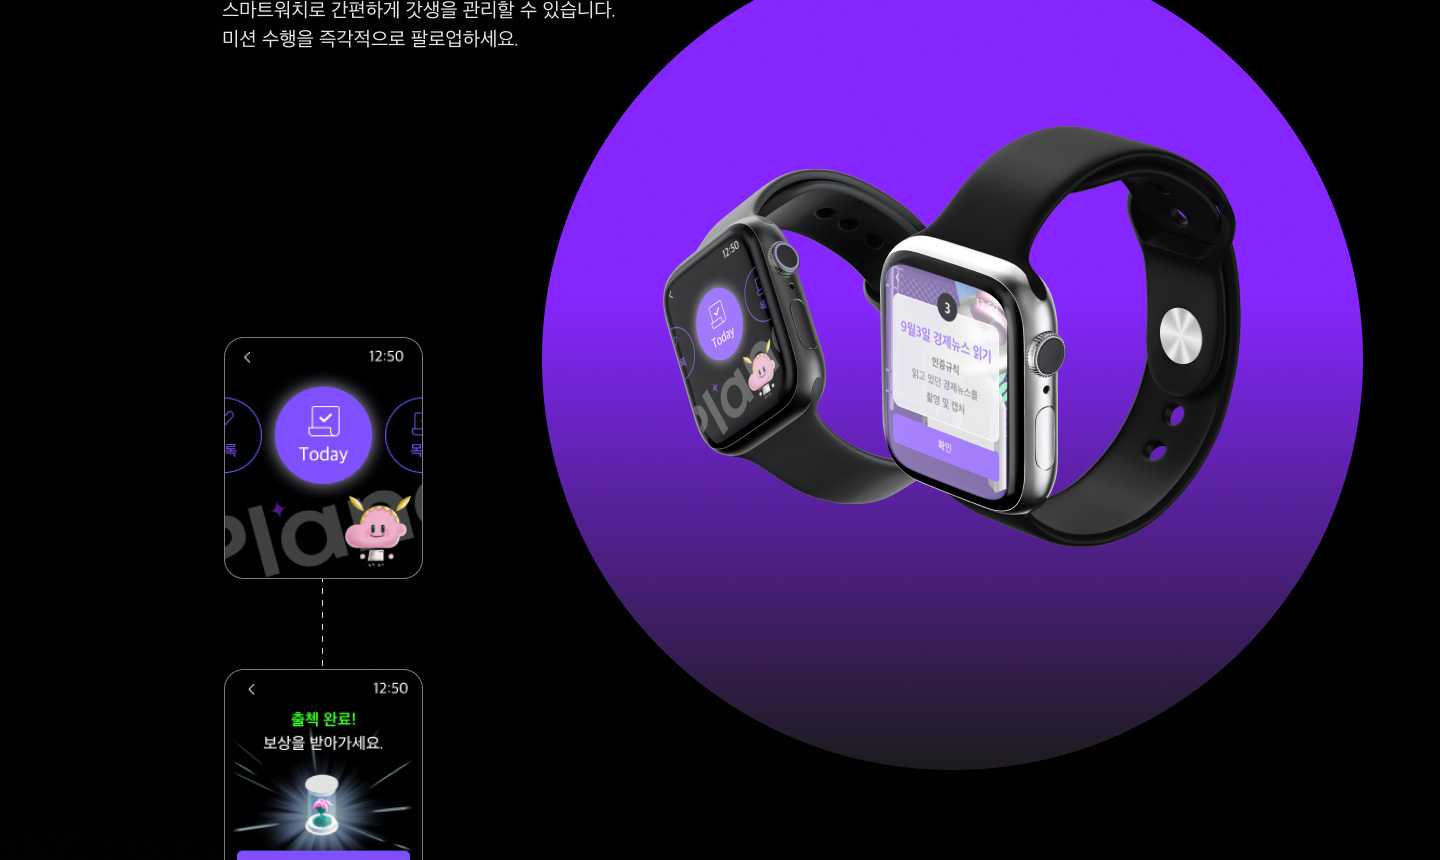 스마트워치로 간편하게 갓생을 관리할 수 있습니다.
미션 수행을 즉각적으로 팔로업하세요.
12:50
Today
Pla
3
9월3일 경제뉴스 읽기
인증규칙
읽고 있던 경제뉴스를
촬영 및 캡처
확인
12:50
록
Today
목
Plane
12:50
출첵 완료!
보상을 받아가세요.